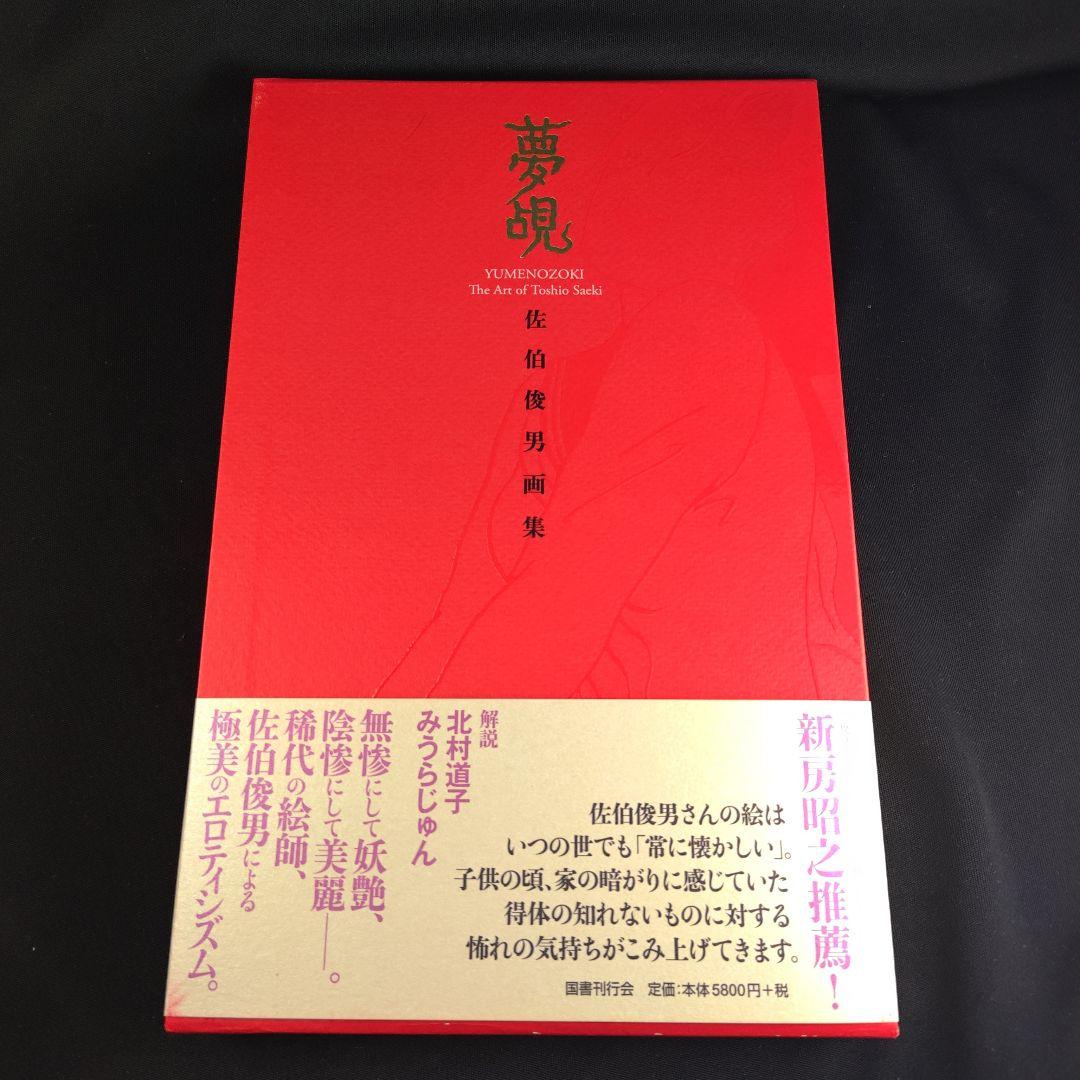 夢覗
YUMENOZOKI
The Art of Toshio Saeki
佐伯俊男画集
新房昭之推薦!
佐伯俊男さんの絵は
いつの世でも「常に懐かしい」。
子供の頃、家の暗がりに感じていた
得体の知れないものに対する
怖れの気持ちがこみ上げてきます。
国書刊行会 定価:本体5800円+税
解説
北村道子
みうらじゅん
無惨にして妖艶、
陰惨にして美麗――。
稀代の絵師、
佐伯俊男による
極美のエロティシズム。